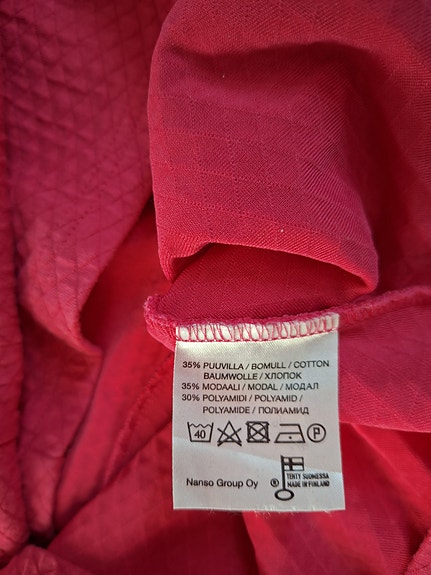 35% PUUVILLA / BOMULL / COTTON
BAUMWOLLE / ХЛОПОК
35% MODAALI / MODAL / МОДАЛ
30% POLYAMIDI / POLYAMID /
POLYAMIDE / ПОЛИАМИД
40 P
Nanso Group Oy ®
TEHTY SUOMESSA
MADE IN FINLAND